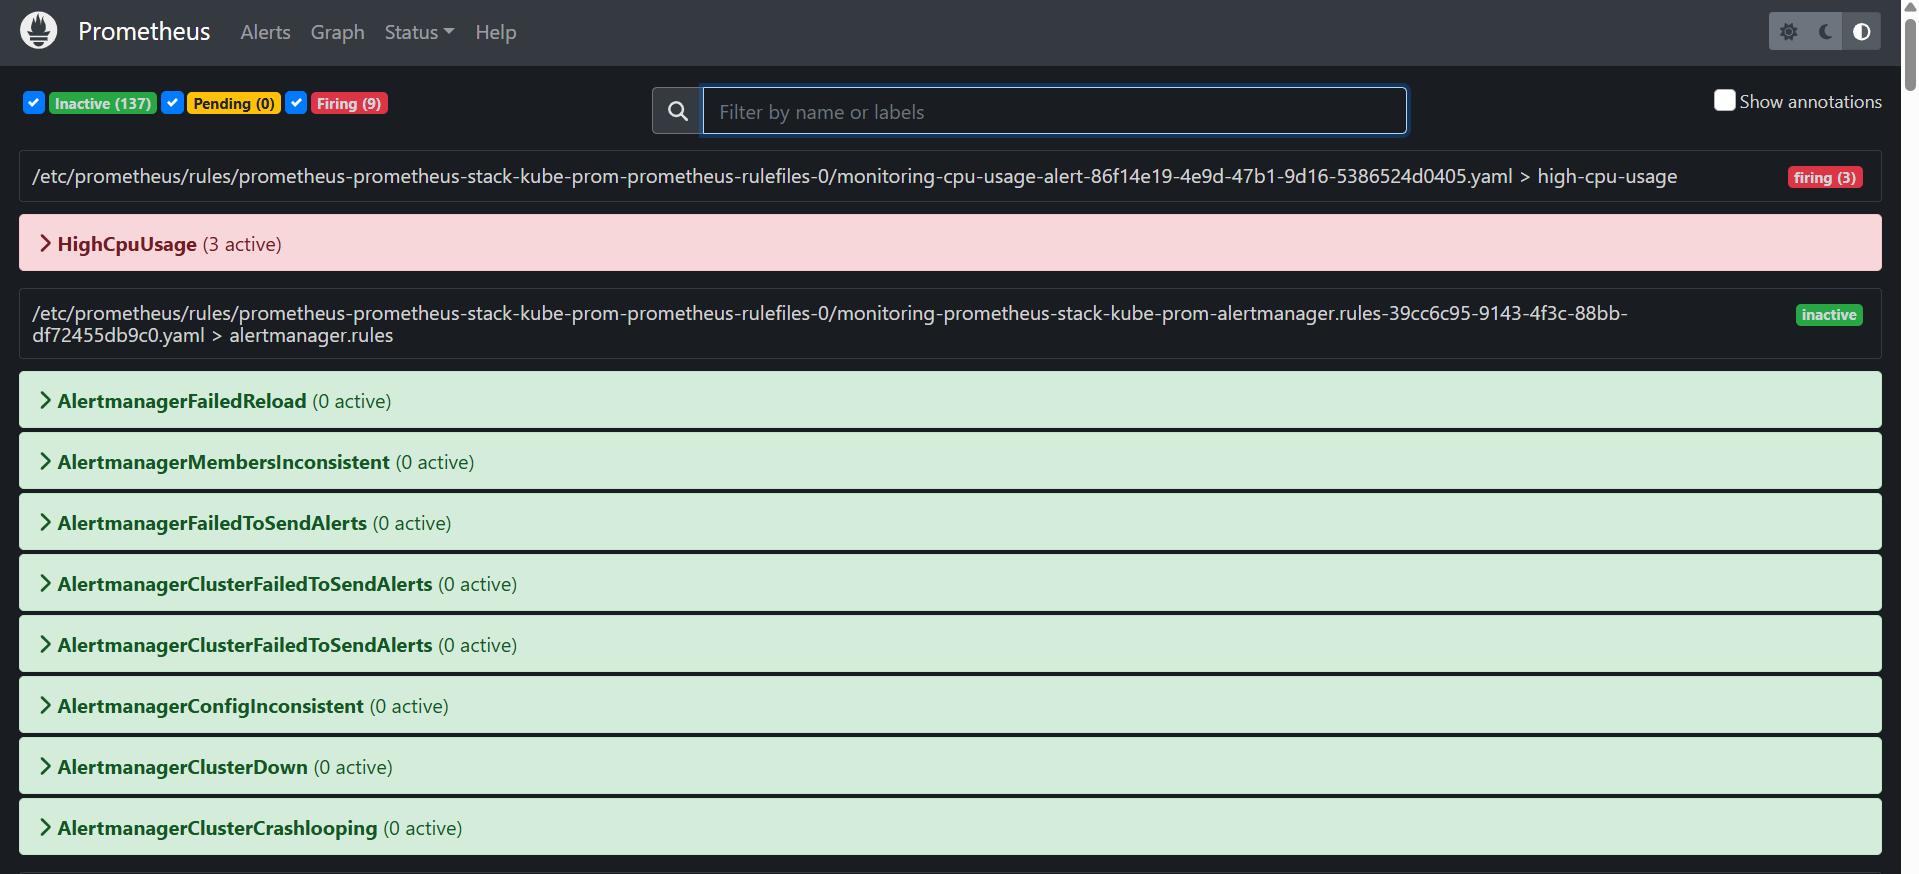 Prometheus Alerts Graph Status Help
Inactive (137) Pending (0) Firing (9) Filter by name or labels Show annotations
/etc/prometheus/rules/prometheus-prometheus-stack-kube-prom-prometheus-rulefiles-0/monitoring-cpu-usage-alert-86f14e19-4e9d-47b1-9d16-5386524d0405.yaml > high-cpu-usage firing (3)
HighCpuUsage (3 active)
/etc/prometheus/rules/prometheus-prometheus-stack-kube-prom-prometheus-rulefiles-0/monitoring-prometheus-stack-kube-prom-alertmanager.rules-39cc6c95-9143-4f3c-88bb- inactive
df72455db9c0.yaml > alertmanager.rules
AlertmanagerFailedReload (0 active)
AlertmanagerMembersInconsistent (0 active)
AlertmanagerFailedToSendAlerts (0 active)
AlertmanagerClusterFailedToSendAlerts (0 active)
AlertmanagerClusterFailedToSendAlerts (0 active)
AlertmanagerConfigInconsistent (0 active)
AlertmanagerClusterDown (0 active)
AlertmanagerClusterCrashlooping (0 active)